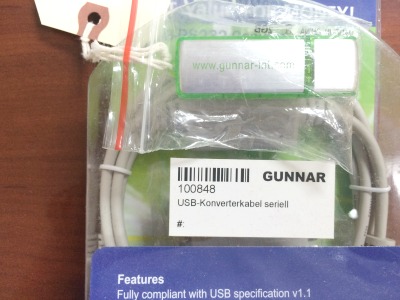 www.gunnar-int.com
GUNNAR
100848
USB-Konverterkabel seriell
#:
Features
Fully compliant with USB specification v1.1